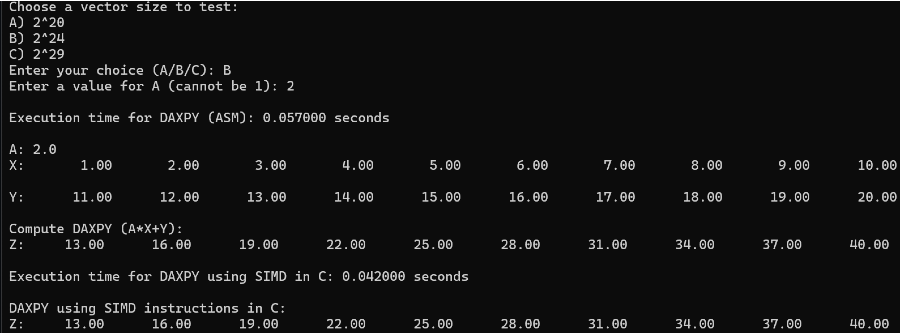 Choose a vector size to test:
A) 2^20
B) 2^24
C) 2^29
Enter your choice (A/B/C): B
Enter a value for A (cannot be 1): 2
Execution time for DAXPY (ASM): 0.057000 seconds
A: 2.0
X: 1.00 2.00 3.00 4.00 5.00 6.00 7.00 8.00 9.00 10.00
Y: 11.00 12.00 13.00 14.00 15.00 16.00 17.00 18.00 19.00 20.00
Compute DAXPY (A*X+Y):
Z: 13.00 16.00 19.00 22.00 25.00 28.00 31.00 34.00 37.00 40.00
Execution time for DAXPY using SIMD in C: 0.042000 seconds
DAXPY using SIMD instructions in C:
Z: 13.00 16.00 19.00 22.00 25.00 28.00 31.00 34.00 37.00 40.00